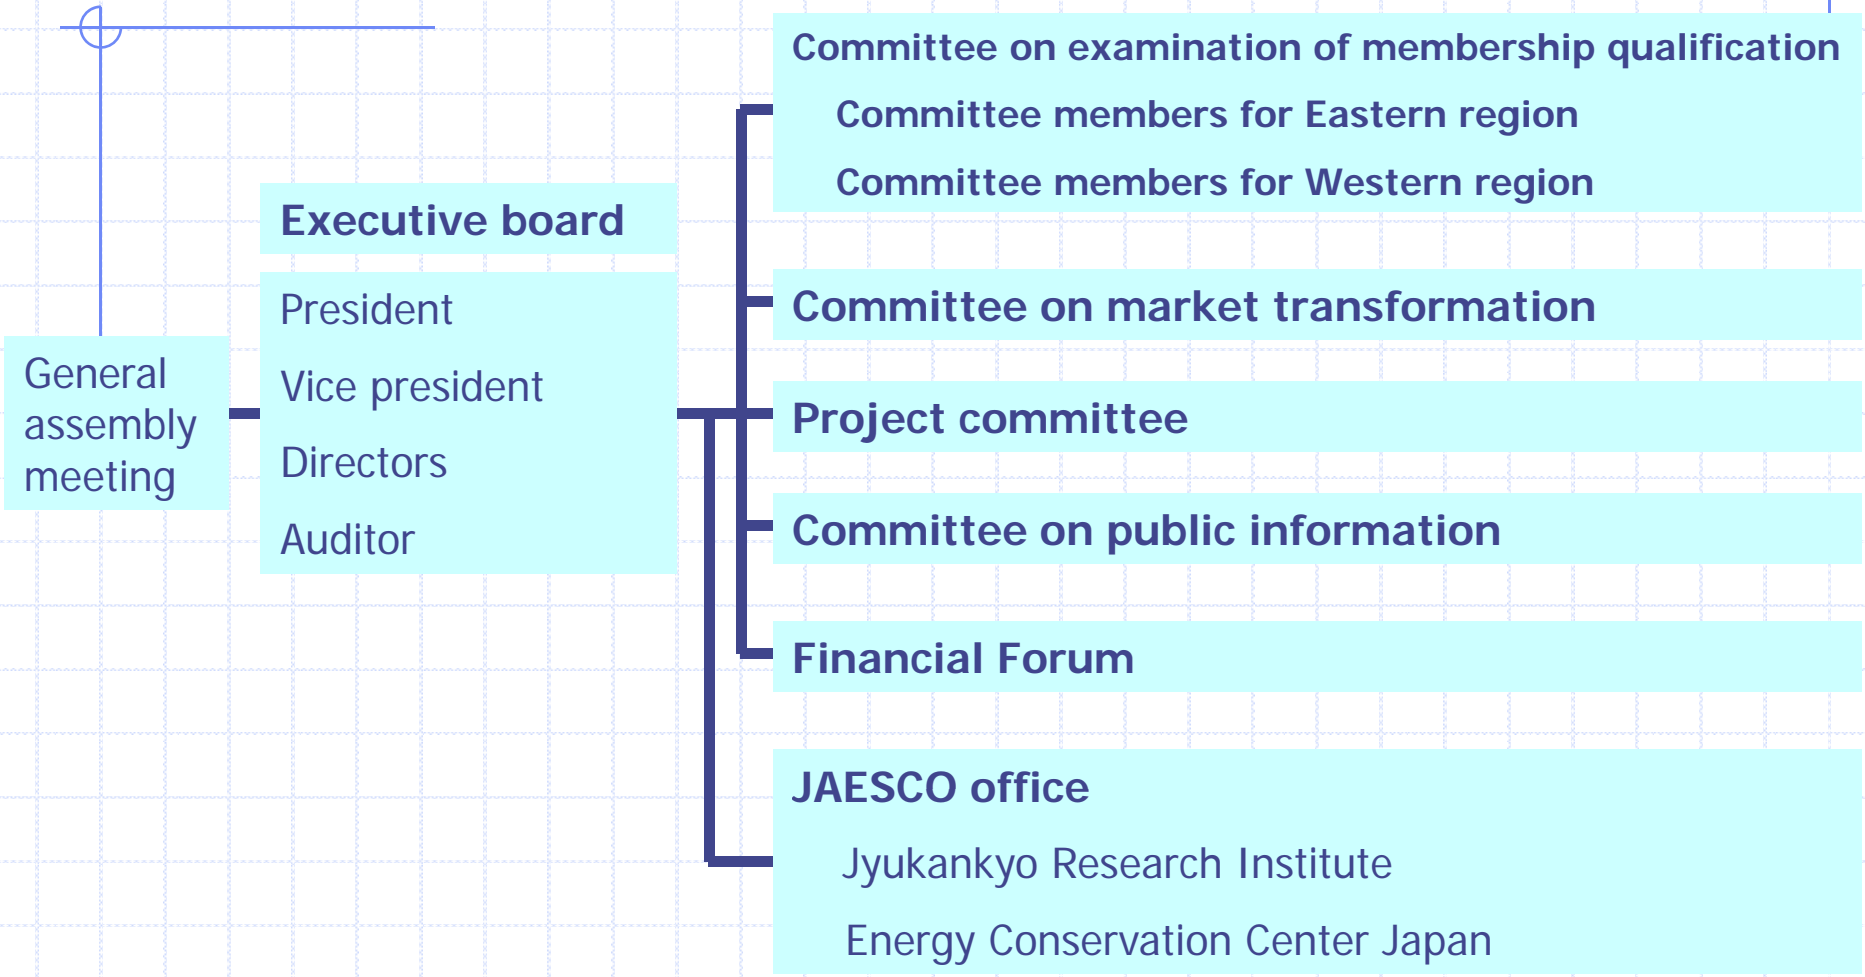 General
assembly
meeting
Executive board
President
Vice president
Directors
Auditor
Committee on examination of membership qualification
Committee members for Eastern region
Committee members for Western region
Committee on market transformation
Project committee
Committee on public information
Financial Forum
JAESCO office
Jyukankyo Research Institute
Energy Conservation Center Japan